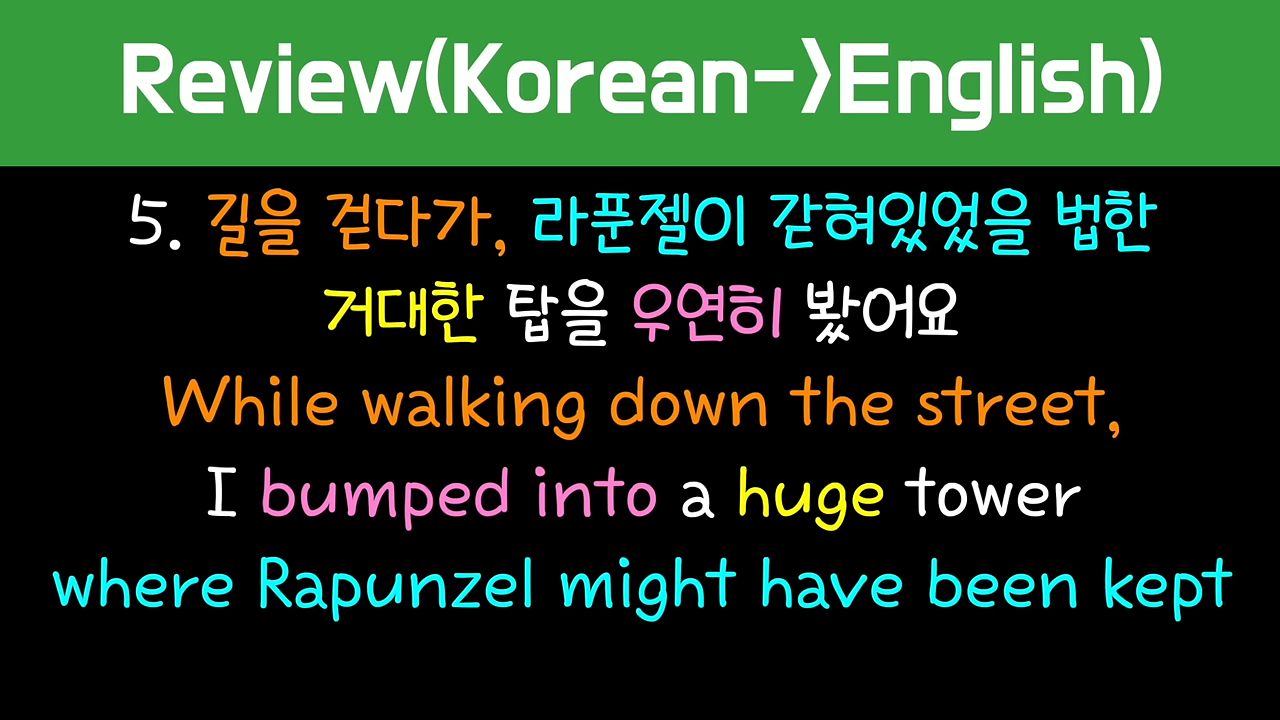 Review(Korean->English)
5. 길을 걷다가, 라푼젤이 갇혀있었을 법한
거대한 탑을 우연히 봤어요
While walking down the street,
I bumped into a huge tower
where Rapunzel might have been kept